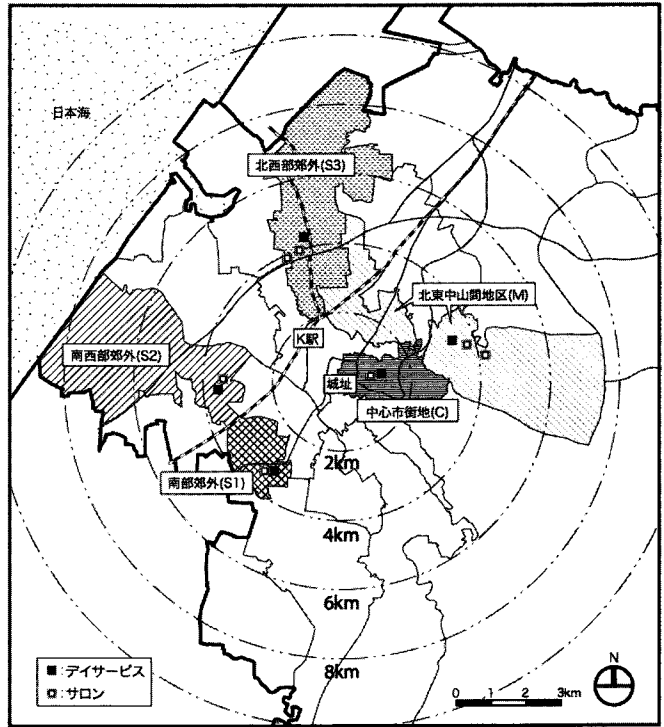 日本海
北西部郊外(S3)
北東中山間地区(M)
K駅
南西部郊外(S2)
城址
中心市街地(C)
2km
南部郊外(S1)
4km
6km
8km
■:デイサービス
□:サロン
N
0 1 2 3km